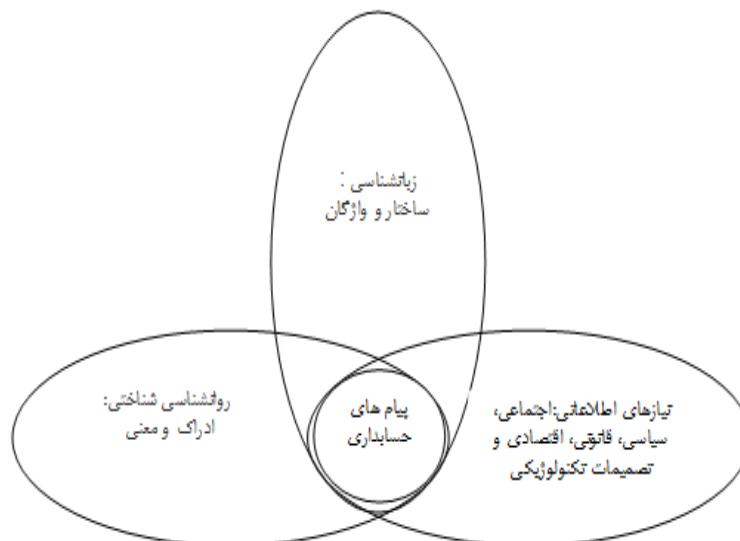 زبانشناسی :
ساختار و واژگان
روانشناسی شناختی:
ادراک و معنی
پیام های
حسابداری
نیازهای اطلاعاتی:اجتماعی،
سیاسی، قانونی، اقتصادی و
تصمیمات تکنولوژیکی